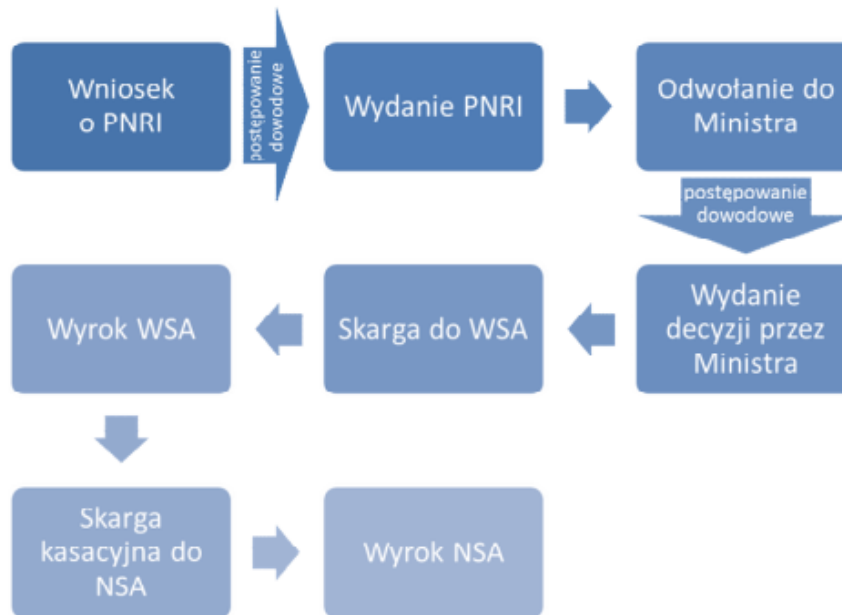 Wniosek
o PNRI
postępowanie
dowodowe
Wydanie PNRI
Odwołanie do
Ministra
postępowanie
dowodowe
Wydanie
decyzji przez
Ministra
Skarga do WSA
Wyrok WSA
Skarga
kasacyjna do
NSA
Wyrok NSA